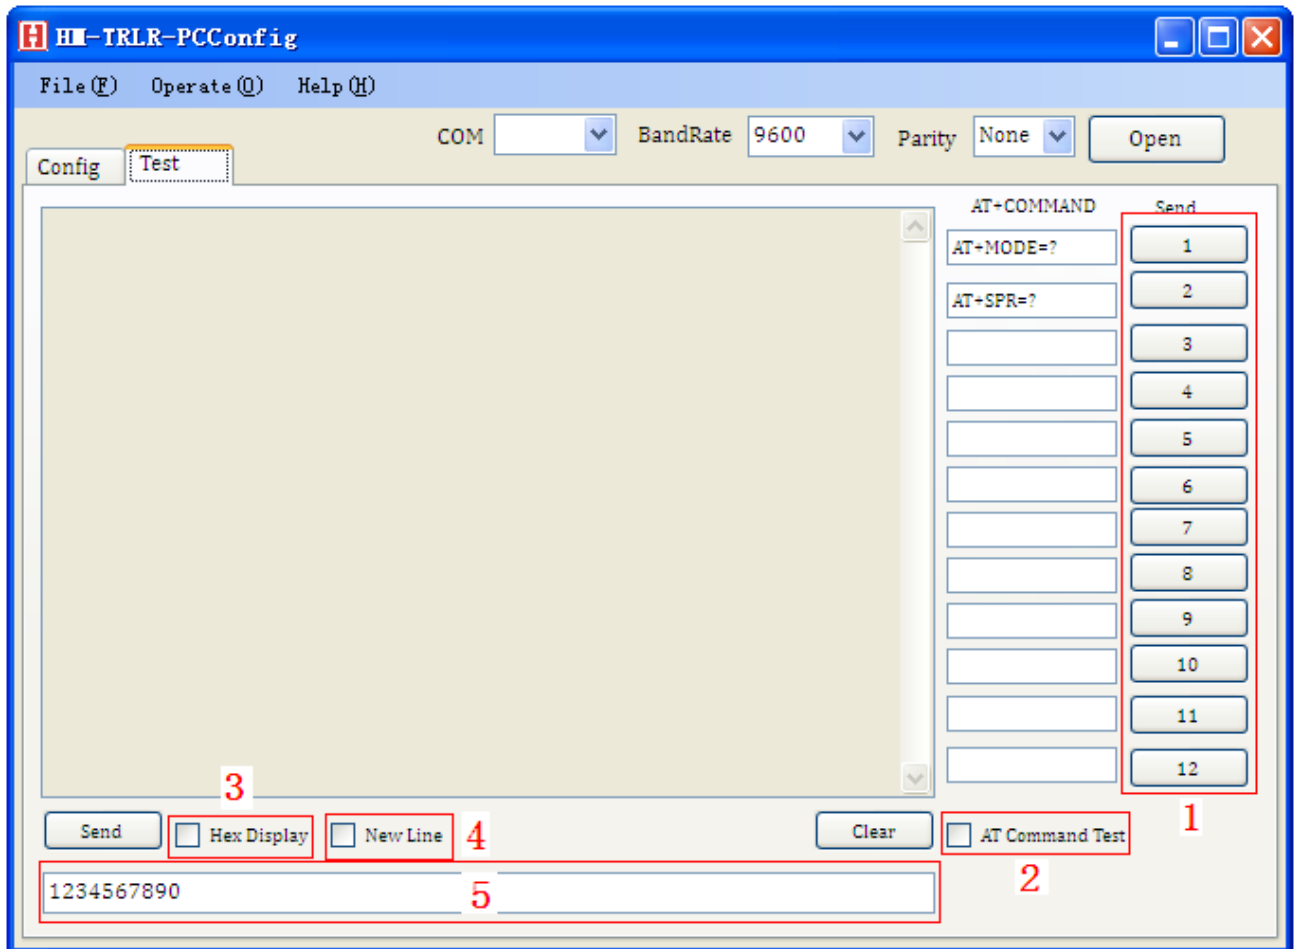 HM-TRLR-PCConfig
File(F) Operate(O) Help(H)
COM BandRate 9600 Parity None Open
Config Test
AT+COMMAND Send
AT+MODE=? 1
AT+SPR=? 2
3
4
5
6
7
8
9
10
11
12
3
1
Send Hex Display New Line 4 Clear AT Command Test
2
1234567890 5